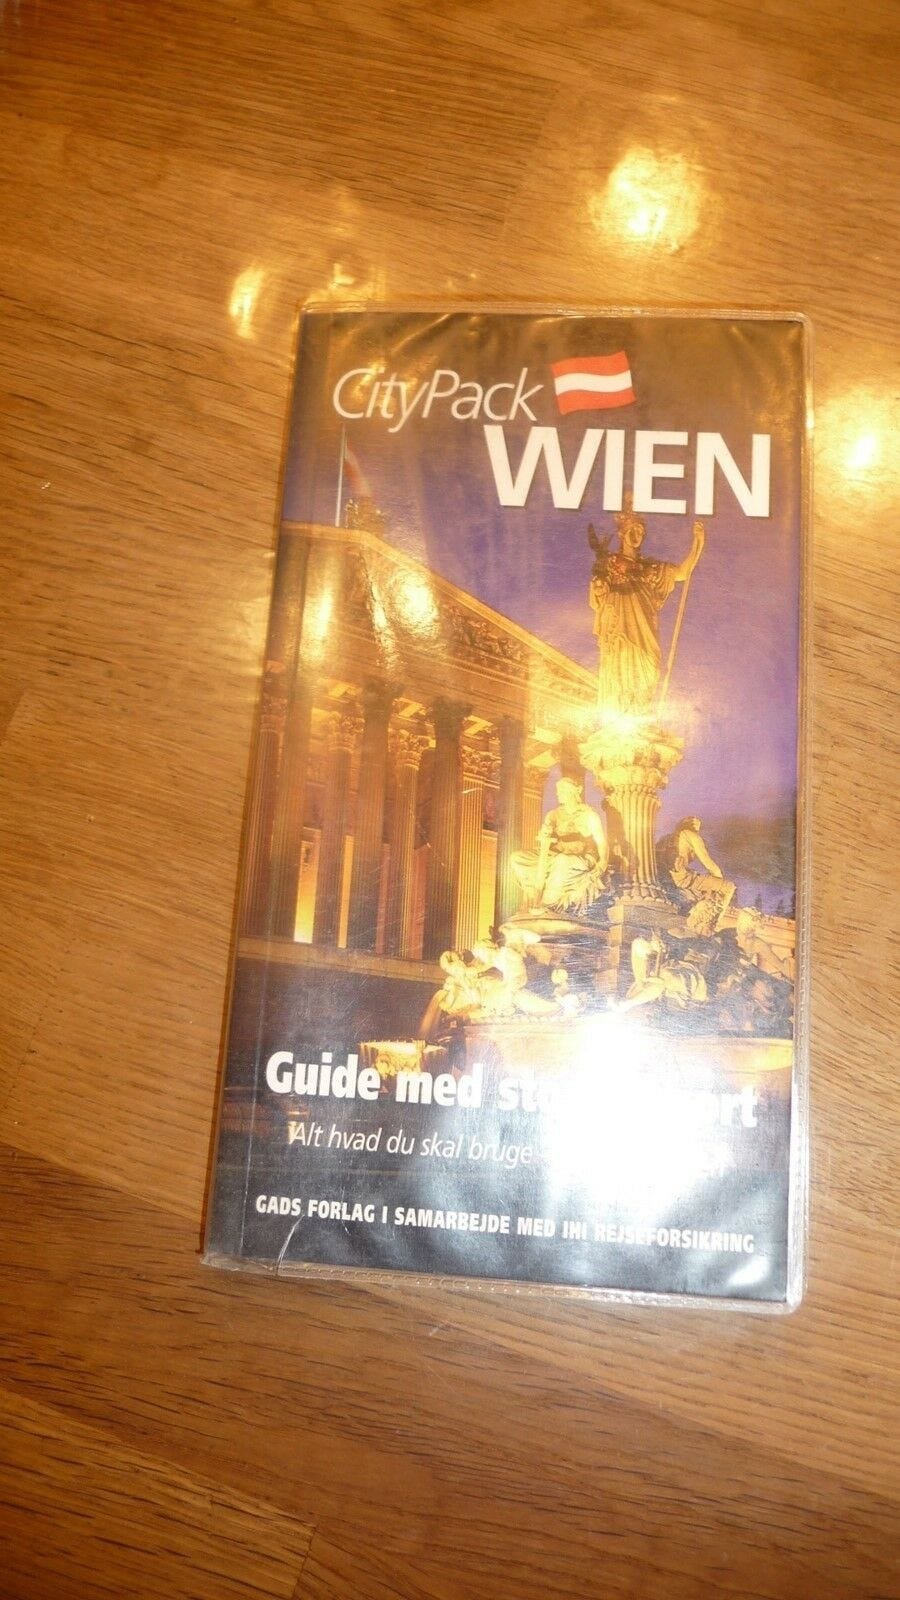 CityPack
WIEN
Guide med
Alt hvad du skal bruge
GADS FORLAG I SAMARBEJDE MED IHI REJSEFORSIKRING